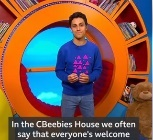 In the CBeebies House we often
say that everyone's welcome